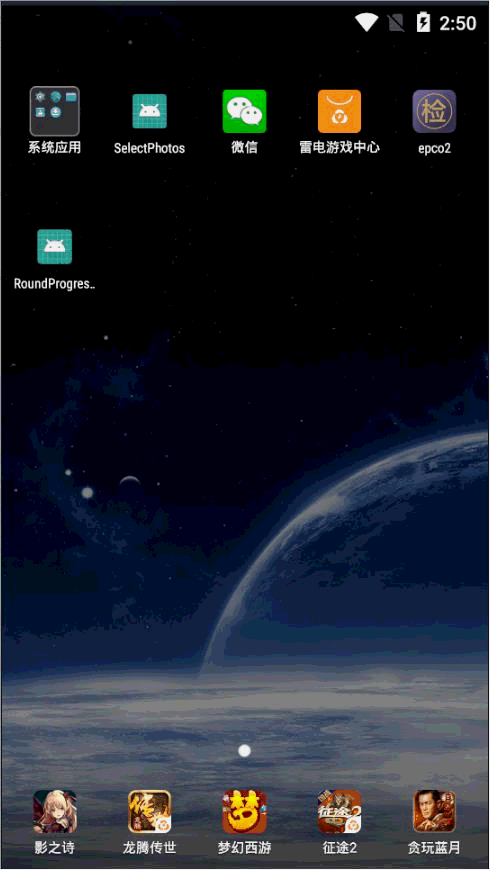 2:50
系统应用
SelectPhotos
微信
雷电游戏中心
检
epco2
RoundProgres..
传
梦
征途2
影之诗
龙腾传世
梦幻西游
征途2
贪玩蓝月